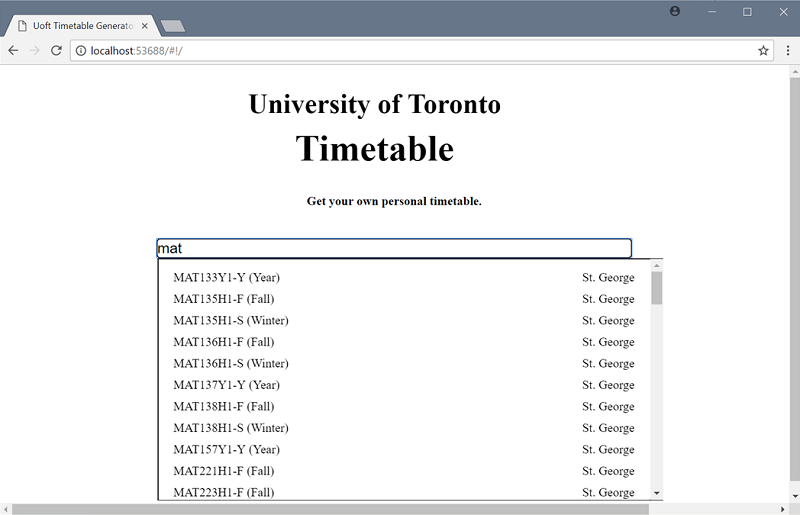 Uoft Timetable Generato
localhost:53688/#!/
University of Toronto
Timetable
Get your own personal timetable.
mat
MAT133Y1-Y (Year) St. George
MAT135H1-F (Fall) St. George
MAT135H1-S (Winter) St. George
MAT136H1-F (Fall) St. George
MAT136H1-S (Winter) St. George
MAT137Y1-Y (Year) St. George
MAT138H1-F (Fall) St. George
MAT138H1-S (Winter) St. George
MAT157Y1-Y (Year) St. George
MAT221H1-F (Fall) St. George
MAT223H1-F (Fall) St. George